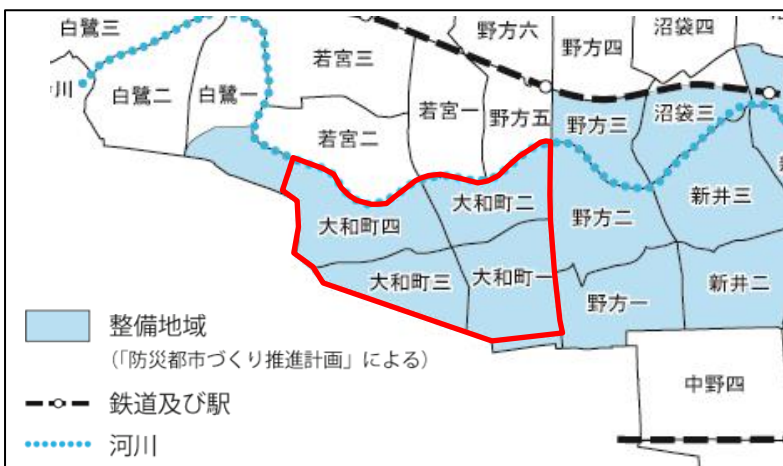 白鷺三
野方六
野方四
沼袋四
若宮三
川
白鷺二
白鷺一
若宮一
野方五
野方三
沼袋三
若宮二
新井三
大和町四
大和町二
野方二
大和町三
大和町一
野方一
新井二
整備地域
(「防災都市づくり推進計画」による)
中野四
鉄道及び駅
河川